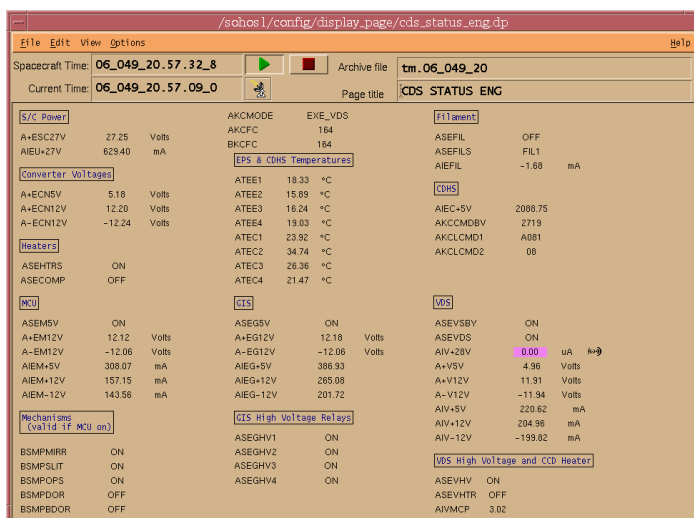 /sohos1/config/display_page/cds_status_eng.dp
File Edit View Options Help
Spacecraft Time: 06_049_20.57.32_8 Archive file tm.06_049_20
Current Time: 06_049_20.57.09_0 Page title CDS STATUS ENG
S/C Power
A+ESC27V 27.25 Volts
AIEU+27V 629.40 mA
Converter Voltages
A+ECN5V 5.18 Volts
A+ECN12V 12.20 Volts
A-ECN12V -12.24 Volts
Heaters
ASEHTRS ON
ASECOMP OFF
MCU
ASEM5V ON
A+EM12V 12.12 Volts
A-EM12V -12.06 Volts
AIEM+5V 308.07 mA
AIEM+12V 157.15 mA
AIEM-12V 143.56 mA
Mechanisms
(valid if MCU on)
BSMPMIRR ON
BSMPSLIT ON
BSMPOPS ON
BSMPDOR OFF
BSMPBDOR OFF
AKCMODE EXE_VDS
AKCFC 164
BKCFC 164
EPS & CDHS Temperatures
ATEE1 18.33 °C
ATEE2 15.89 °C
ATEE3 16.24 °C
ATEE4 19.03 °C
ATEC1 23.92 °C
ATEC2 34.74 °C
ATEC3 26.36 °C
ATEC4 21.47 °C
GIS
ASEG5V ON
A+EG12V 12.18 Volts
A-EG12V -12.06 Volts
AIEG+5V 386.93
AIEG+12V 265.08
AIEG-12V 201.72
GIS High Voltage Relays
ASEGHV1 ON
ASEGHV2 ON
ASEGHV3 ON
ASEGHV4 ON
Filament
ASEFIL OFF
ASEFILS FIL1
AIEFIL -1.68 mA
CDHS
AIEC+5V 2088.75
AKCCMDBV 2719
AKCLCMD1 A081
AKCLCMD2 08
VDS
ASEVSBY ON
ASEVDS ON
AIV+28V 0.00 uA
A+V5V 4.96 Volts
A+V12V 11.91 Volts
A-V12V -11.94 Volts
AIV+5V 220.62 mA
AIV+12V 204.96 mA
AIV-12V -199.82 mA
VDS High Voltage and CCD Heater
ASEVHV ON
ASEVHTR OFF
AIVMCP 3.02